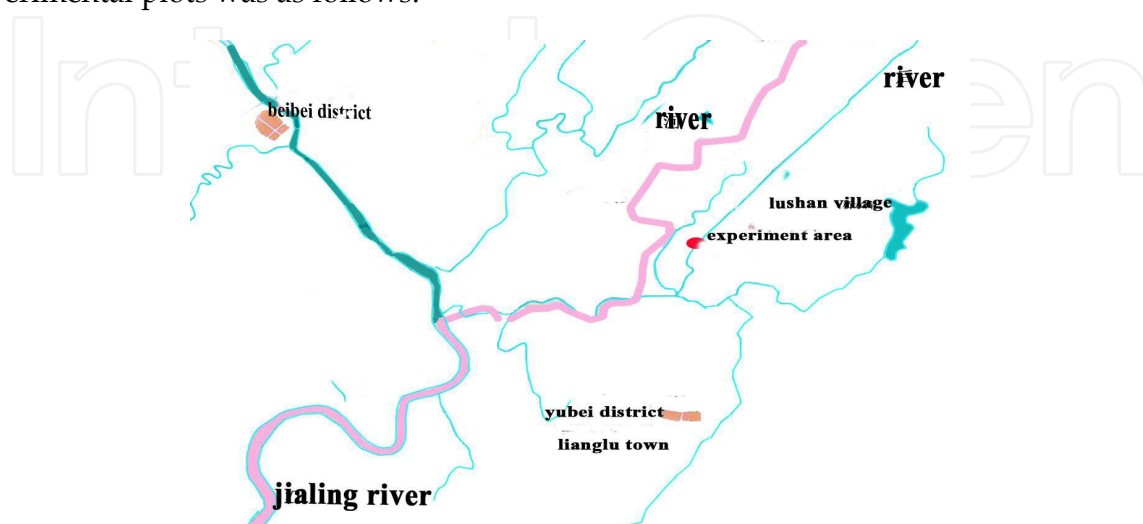 erimental plots was as follows.
river
beibei district
river
lushan village
experiment area
yubei district
lianglu town
jialing river